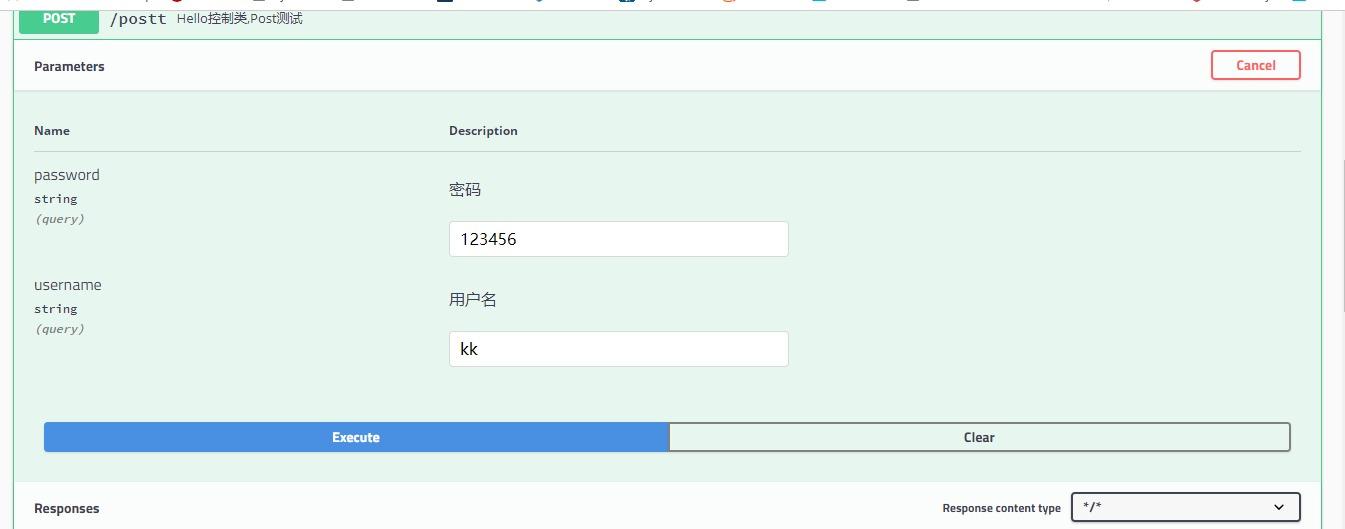 POST /postt Hello控制类,Post测试
Parameters Cancel
Name Description
password 密码
string
(query)
123456
username 用户名
string
(query)
kk
Execute Clear
Responses Response content type */*